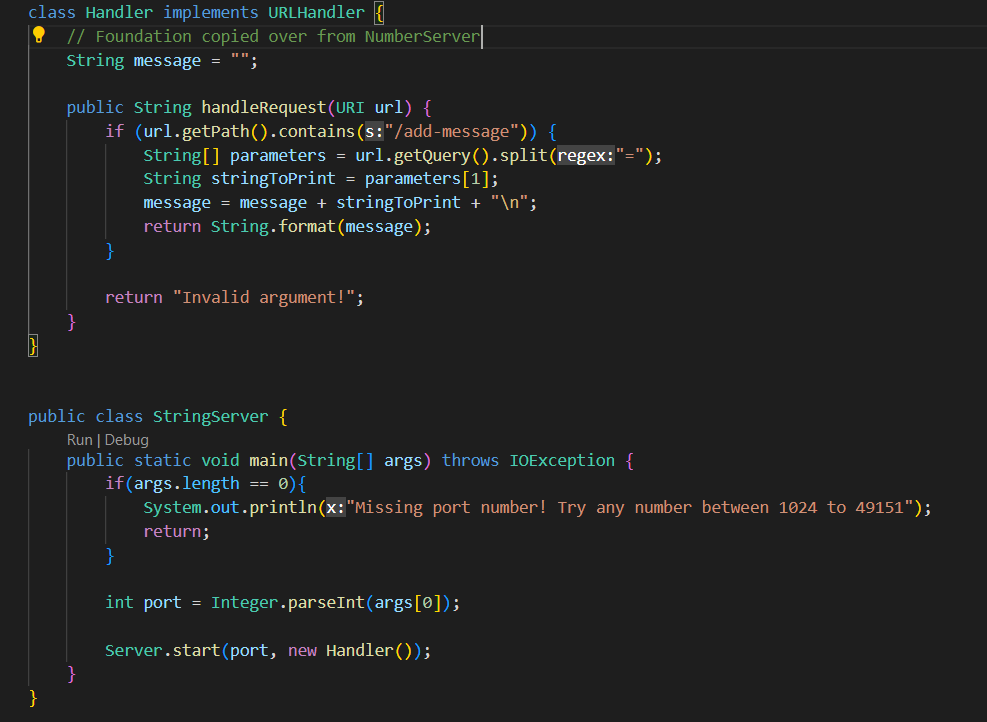 class Handler implements URLHandler {
// Foundation copied over from NumberServer
String message = "";
public String handleRequest(URI url) {
if (url.getPath().contains(s:"/add-message")) {
String[] parameters = url.getQuery().split(regex:"=");
String stringToPrint = parameters[1];
message = message + stringToPrint + "\n";
return String.format(message);
}
return "Invalid argument!";
}
}
public class StringServer {
Run | Debug
public static void main(String[] args) throws IOException {
if(args.length == 0){
System.out.println(x:"Missing port number! Try any number between 1024 to 49151");
return;
}
int port = Integer.parseInt(args[0]);
Server.start(port, new Handler());
}
}